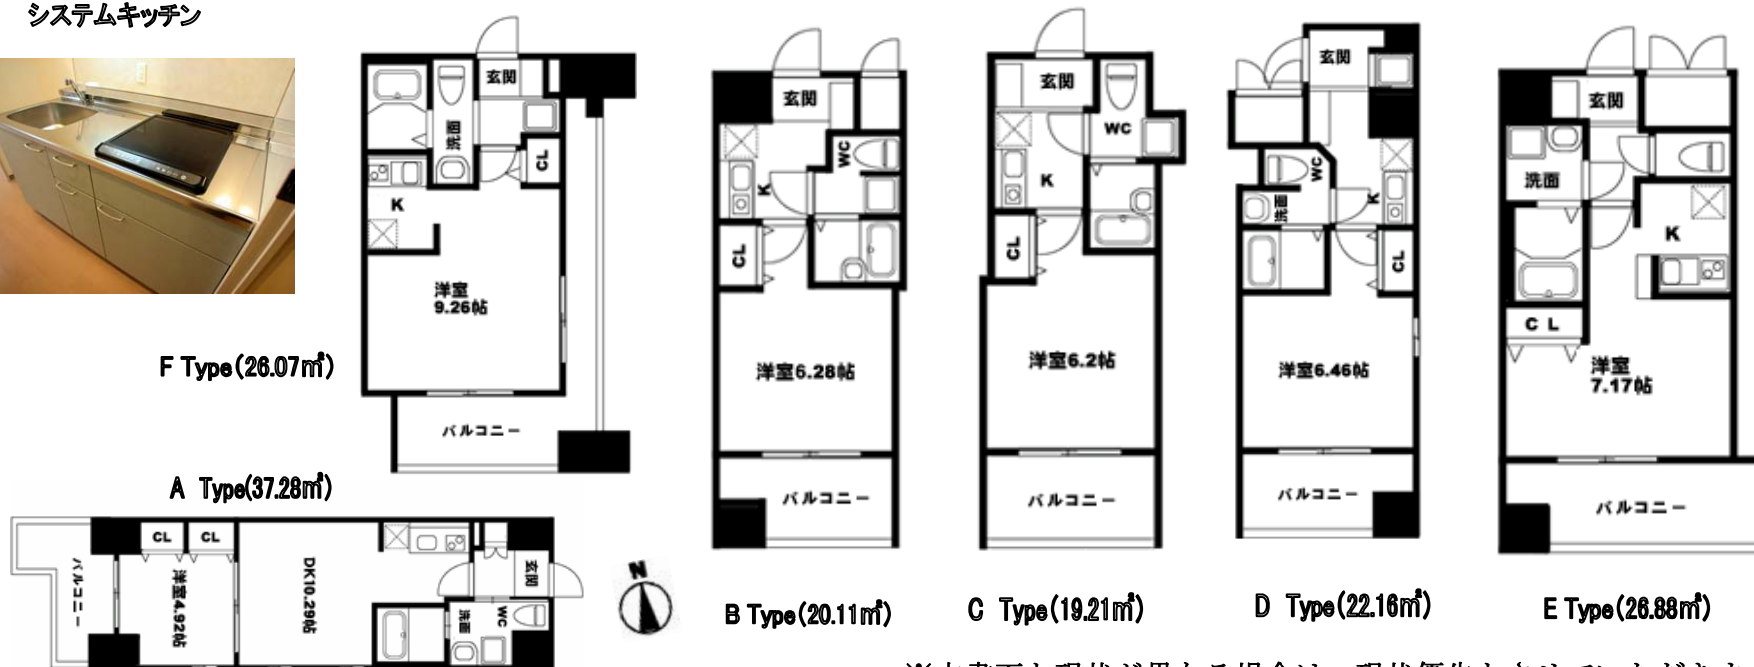 システムキッチン
玄関
洗面
CL
K
洋室
9.26帖
バルコニー
F Type(26.07㎡)
玄関
WC
K
CL
洋室6.28帖
バルコニー
B Type(20.11㎡)
玄関
WC
K
CL
洋室6.2帖
バルコニー
C Type(19.21㎡)
玄関
WC
洗面
K
CL
洋室6.46帖
バルコニー
D Type(22.16㎡)
玄関
洗面
K
CL
洋室
7.17帖
バルコニー
E Type(26.88㎡)
A Type(37.28㎡)
CL
CL
バルコニー
洋室4.92帖
DK10.29帖
玄関
洗面
WC
N